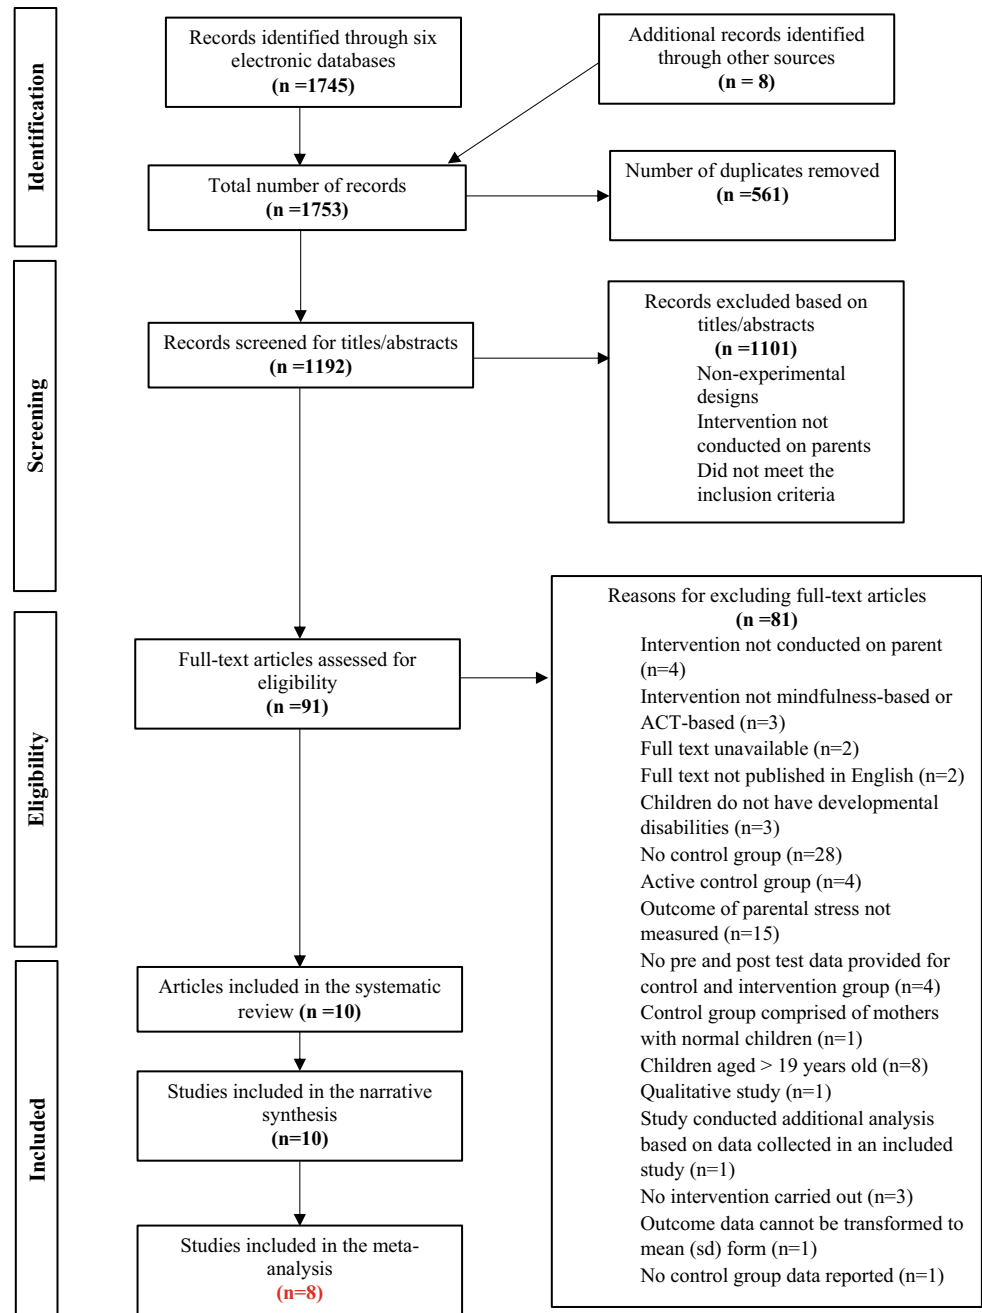 Identification
Records identified through six
electronic databases
(n =1745)
Additional records identified
through other sources
(n = 8)
Total number of records
(n =1753)
Number of duplicates removed
(n =561)
Screening
Records screened for titles/abstracts
(n =1192)
Records excluded based on
titles/abstracts
(n =1101)
Non-experimental
designs
Intervention not
conducted on parents
Did not meet the
inclusion criteria
Eligibility
Full-text articles assessed for
eligibility
(n =91)
Reasons for excluding full-text articles
(n =81)
Intervention not conducted on parent
(n=4)
Intervention not mindfulness-based or
ACT-based (n=3)
Full text unavailable (n=2)
Full text not published in English (n=2)
Children do not have developmental
disabilities (n=3)
No control group (n=28)
Active control group (n=4)
Outcome of parental stress not
measured (n=15)
No pre and post test data provided for
control and intervention group (n=4)
Control group comprised of mothers
with normal children (n=1)
Children aged > 19 years old (n=8)
Qualitative study (n=1)
Study conducted additional analysis
based on data collected in an included
study (n=1)
No intervention carried out (n=3)
Outcome data cannot be transformed to
mean (sd) form (n=1)
No control group data reported (n=1)
Included
Articles included in the systematic
review (n =10)
Studies included in the narrative
synthesis
(n=10)
Studies included in the meta-
analysis
(n=8)